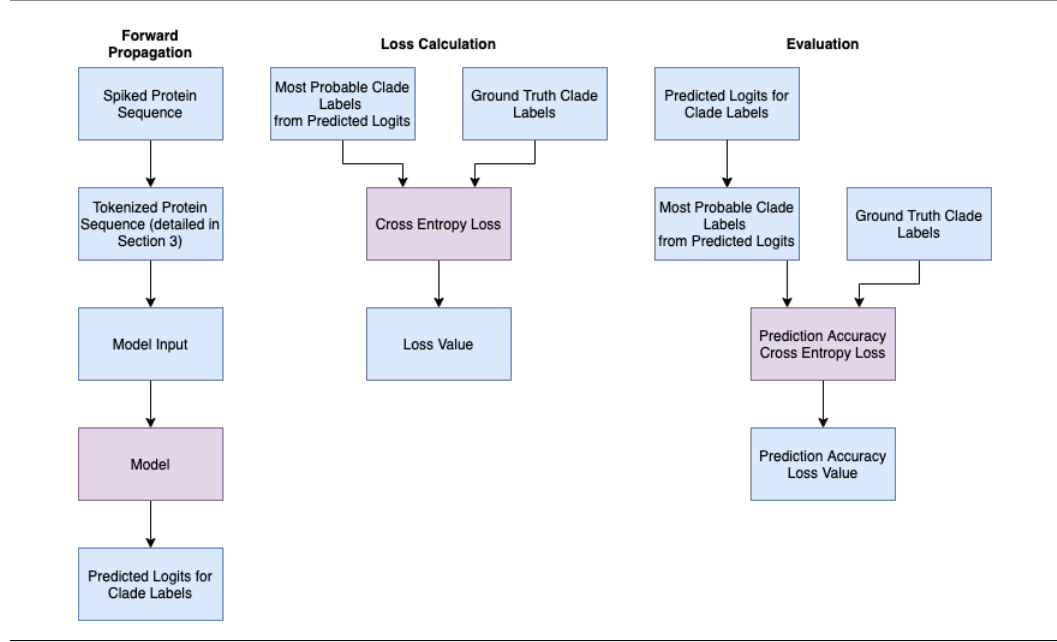 Forward
Propagation
Spiked Protein
Sequence
Tokenized Protein
Sequence (detailed in
Section 3)
Model Input
Model
Predicted Logits for
Clade Labels
Loss Calculation
Most Probable Clade
Labels
from Predicted Logits
Ground Truth Clade
Labels
Cross Entropy Loss
Loss Value
Evaluation
Predicted Logits for
Clade Labels
Most Probable Clade
Labels
from Predicted Logits
Ground Truth Clade
Labels
Prediction Accuracy
Cross Entropy Loss
Prediction Accuracy
Loss Value